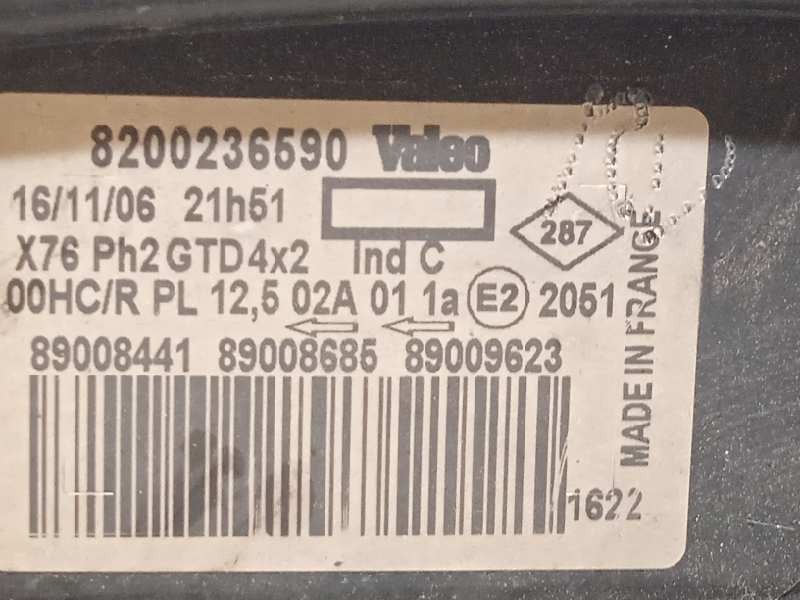 8200236590 Valeo
16/11/06 21h51
287
X76 Ph2 GTD 4x2 Ind C
00HC/R PL 12,5 02A 01 1a E2 2051
89008441 89008685 89009623
MADE IN FRANCE
1622